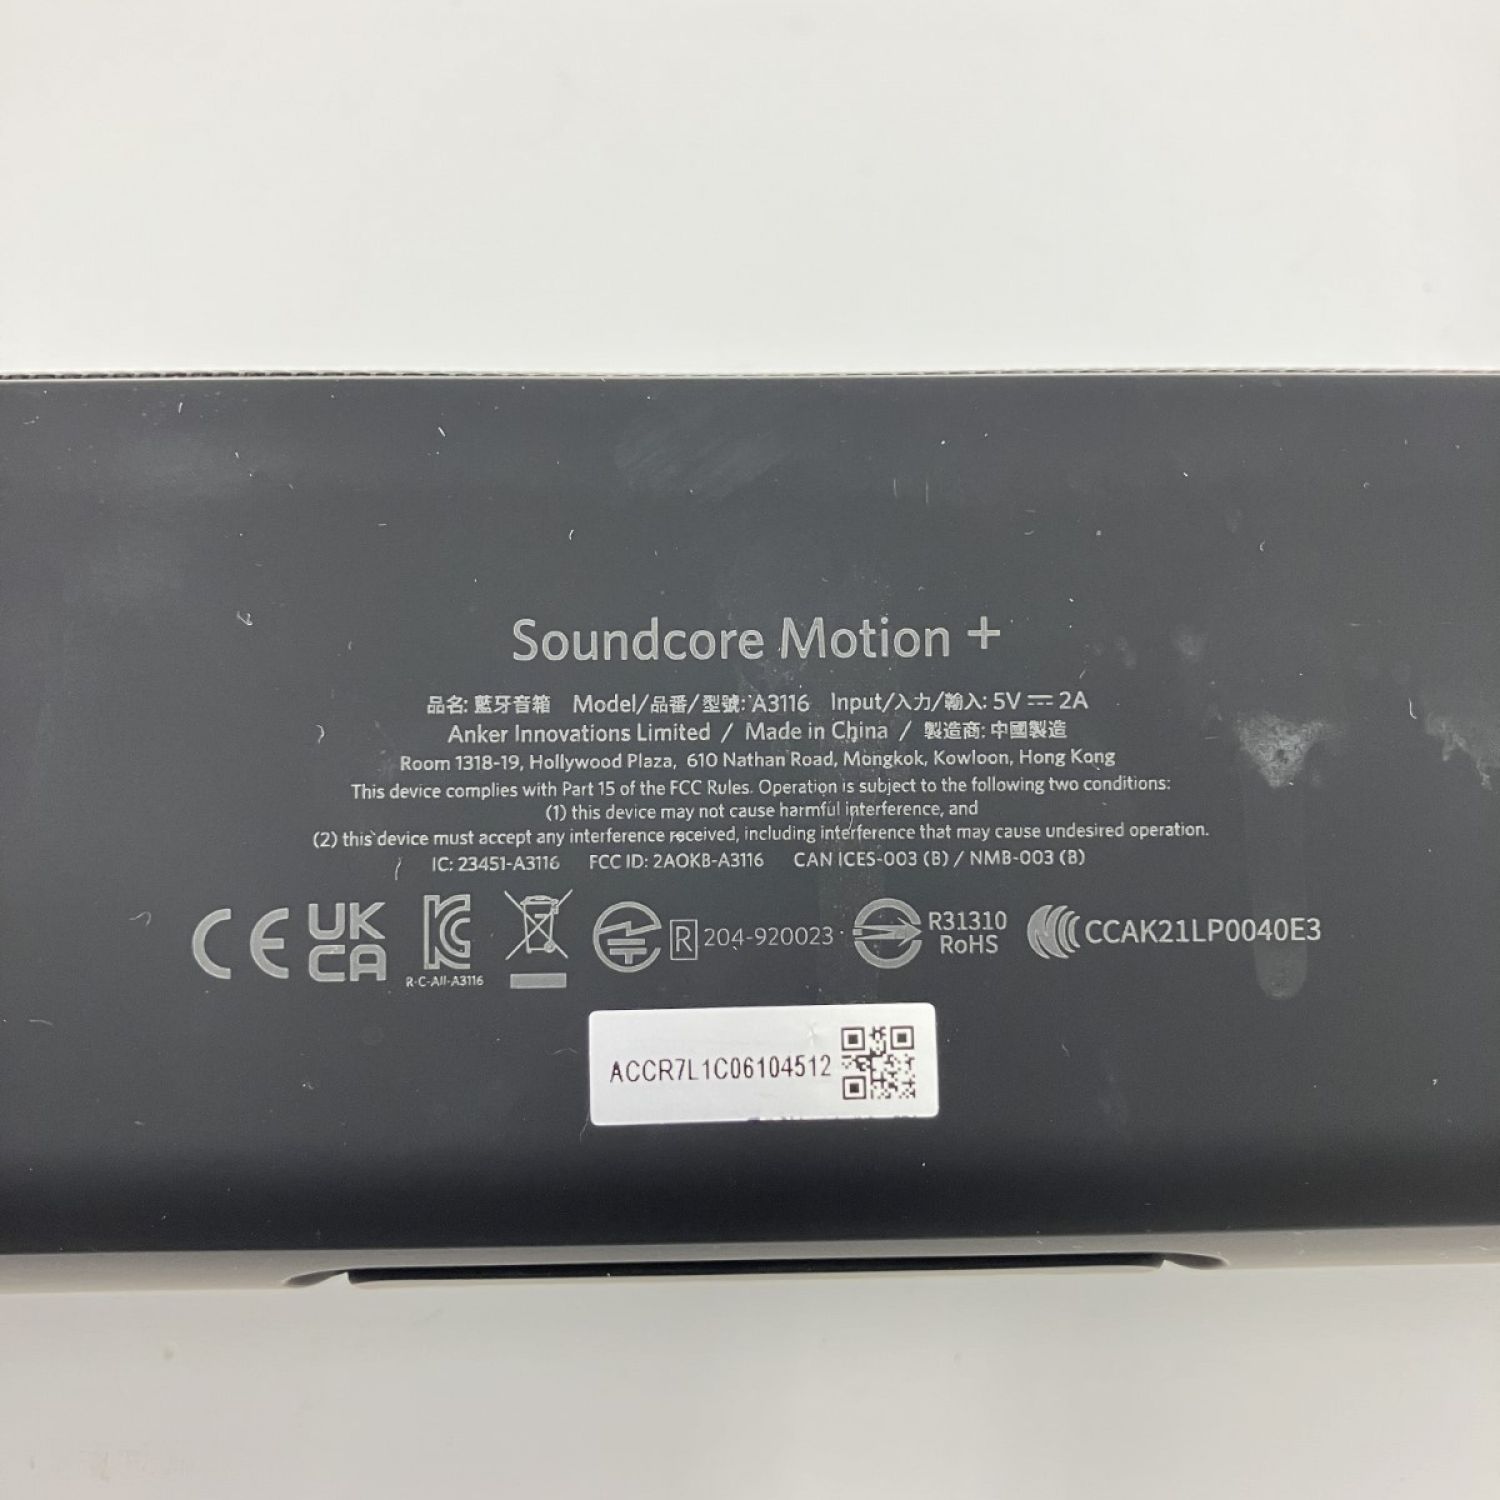 Soundcore Motion +
品名: 藍牙音箱 Model/品番/型號: A3116 Input/入力/輸入: 5V ⎓ 2A
Anker Innovations Limited / Made in China / 製造商: 中國製造
Room 1318-19, Hollywood Plaza, 610 Nathan Road, Mongkok, Kowloon, Hong Kong
This device complies with Part 15 of the FCC Rules. Operation is subject to the following two conditions:
(1) this device may not cause harmful interference, and
(2) this device must accept any interference received, including interference that may cause undesired operation.
IC: 23451-A3116 FCC ID: 2AOKB-A3116 CAN ICES-003 (B) / NMB-003 (B)
CE UK CA KC R-C-AII-A3116 R 204-920023 R31310 RoHS CCAK21LP0040E3
ACCR7L1C06104512